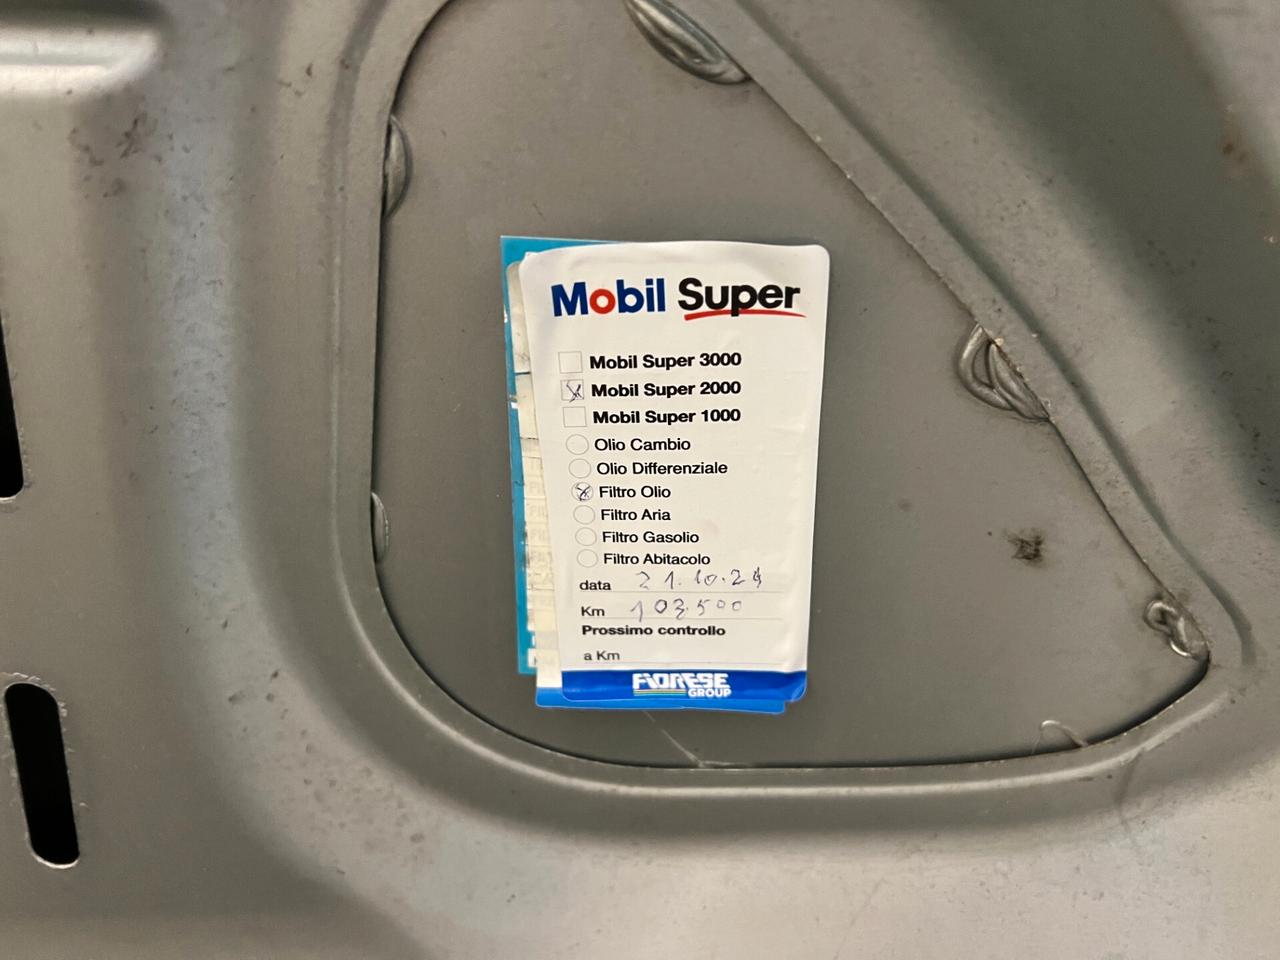 Mobil Super
Mobil Super 3000
Mobil Super 2000
Mobil Super 1000
Olio Cambio
Olio Differenziale
Filtro Olio
Filtro Aria
Filtro Gasolio
Filtro Abitacolo
data 21.10.24
Km 103.500
Prossimo controllo
a Km
FIORESE
GROUP